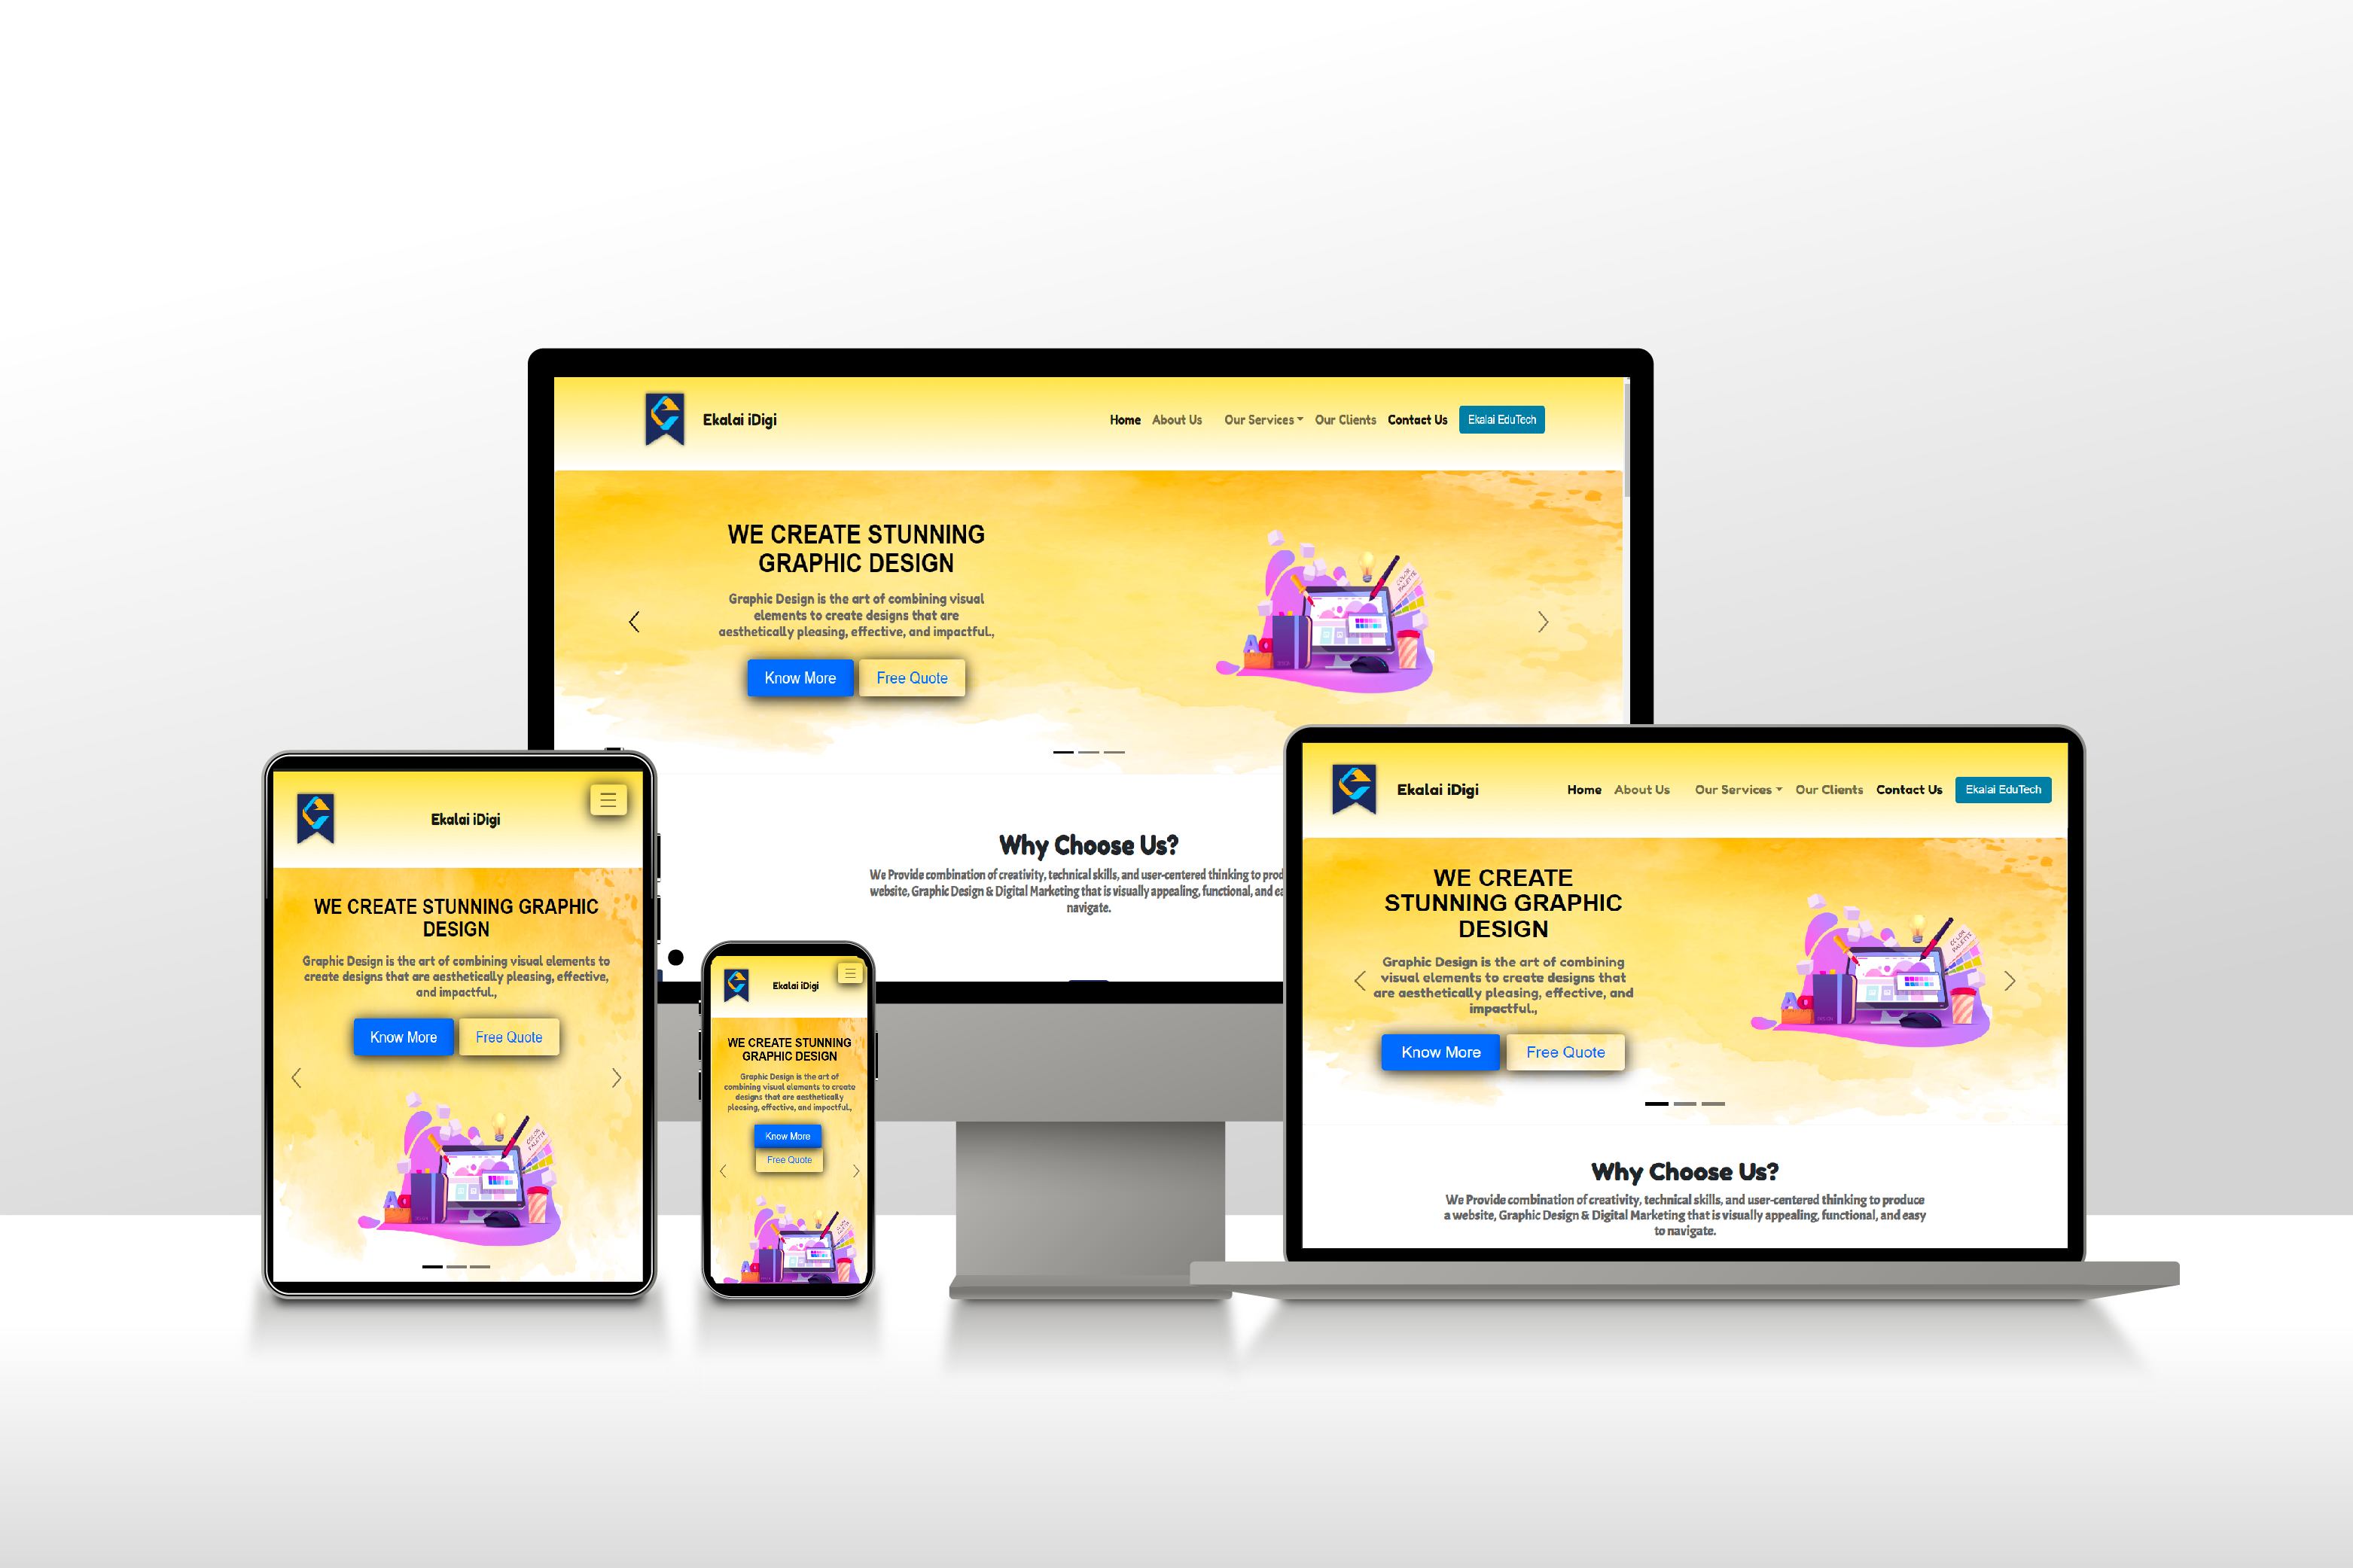 Ekalai iDigi
Home About Us Our Services Our Clients Contact Us Ekalai EduTech
WE CREATE STUNNING
GRAPHIC DESIGN
Graphic Design is the art of combining visual
elements to create designs that are
aesthetically pleasing, effective, and impactful.,
Know More Free Quote
COLOR
PALETTE
Why Choose Us?
We Provide combination of creativity, technical skills, and user-centered thinking to
website, Graphic Design & Digital Marketing that is visually appealing, functional, and
navigate.
Ekalai iDigi
WE CREATE STUNNING GRAPHIC
DESIGN
Graphic Design is the art of combining visual elements to
create designs that are aesthetically pleasing, effective,
and impactful.,
Know More Free Quote
COLOR
PALETTE
Ekalai iDigi
WE CREATE STUNNING
GRAPHIC DESIGN
Graphic Design is the art of
combining visual elements to create
designs that are aesthetically
pleasing, effective, and impactful.,
Know More
Free Quote
COLOR
PALETTE
Ekalai iDigi
Home About Us Our Services Our Clients Contact Us Ekalai EduTech
WE CREATE
STUNNING GRAPHIC
DESIGN
Graphic Design is the art of combining
visual elements to create designs that
are aesthetically pleasing, effective, and
impactful.,
Know More Free Quote
COLOR
PALETTE
Why Choose Us?
We Provide combination of creativity, technical skills, and user-centered thinking to produce
a website, Graphic Design & Digital Marketing that is visually appealing, functional, and easy
to navigate.